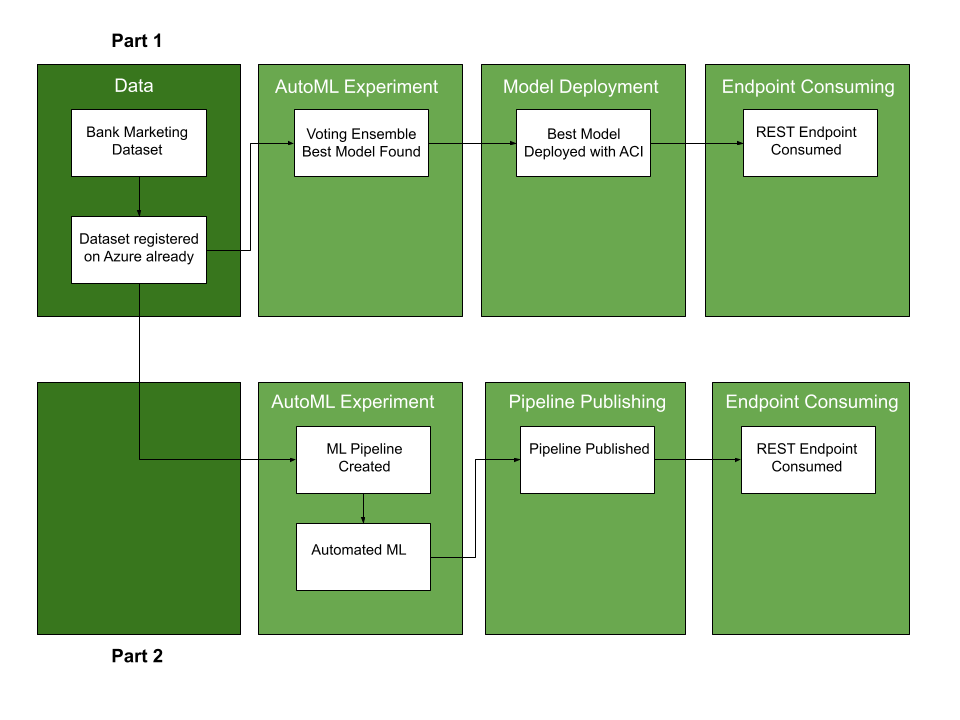 Part 1
Data
Bank Marketing
Dataset
Dataset registered
on Azure already
AutoML Experiment
Voting Ensemble
Best Model Found
Model Deployment
Best Model
Deployed with ACI
Endpoint Consuming
REST Endpoint
Consumed
AutoML Experiment
ML Pipeline
Created
Automated ML
Pipeline Publishing
Pipeline Published
Endpoint Consuming
REST Endpoint
Consumed
Part 2